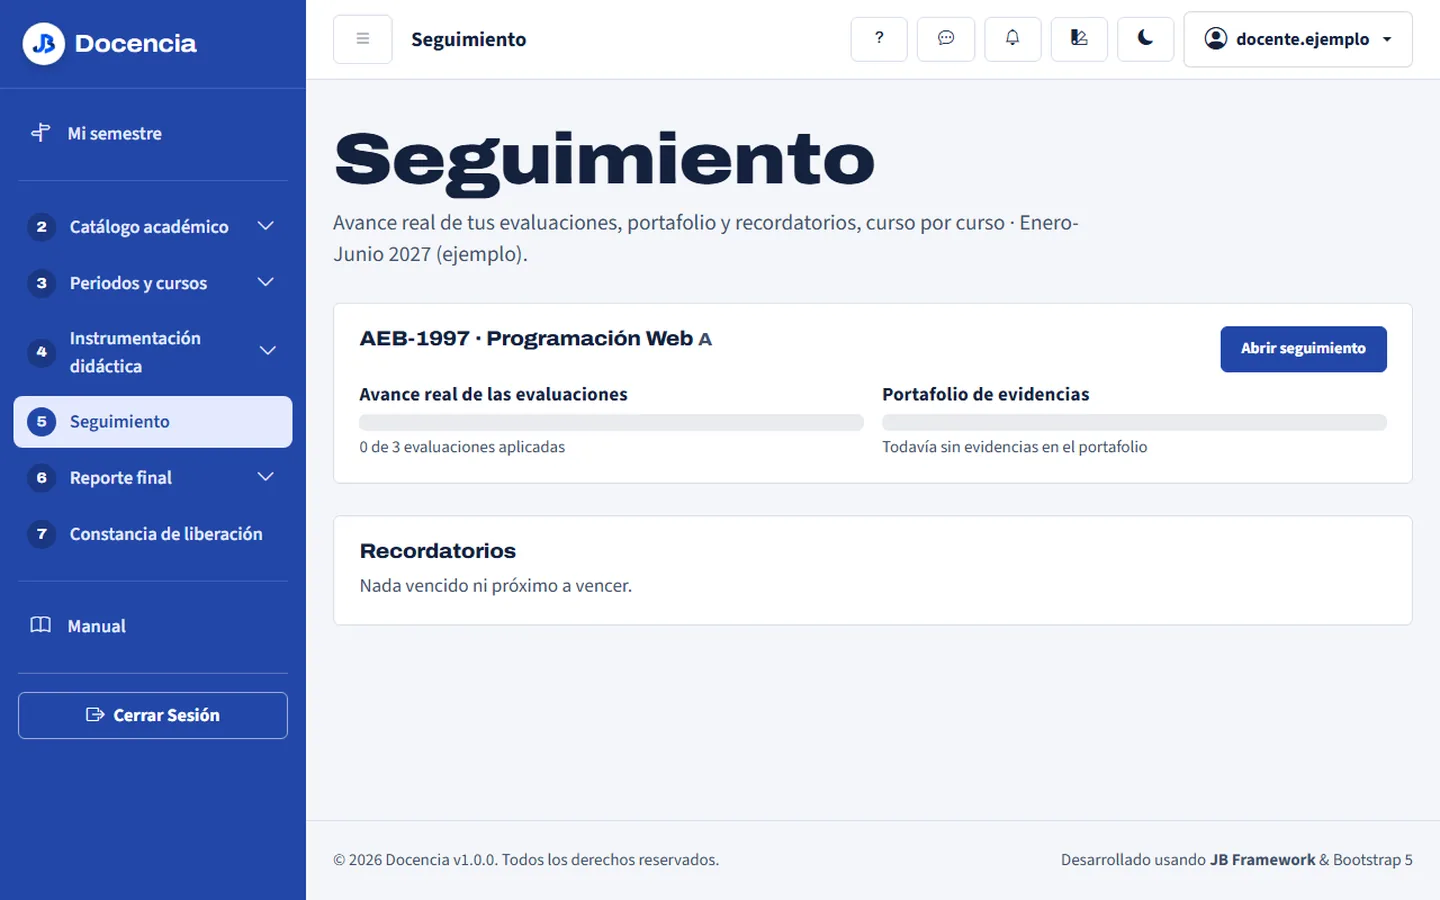 JB Docencia
Seguimiento
?
docente.ejemplo
Mi semestre
2 Catálogo académico
3 Periodos y cursos
4 Instrumentación
didáctica
5 Seguimiento
6 Reporte final
7 Constancia de liberación
Manual
Cerrar Sesión
Seguimiento
Avance real de tus evaluaciones, portafolio y recordatorios, curso por curso · Enero-
Junio 2027 (ejemplo).
AEB-1997 · Programación Web A
Abrir seguimiento
Avance real de las evaluaciones
0 de 3 evaluaciones aplicadas
Portafolio de evidencias
Todavía sin evidencias en el portafolio
Recordatorios
Nada vencido ni próximo a vencer.
© 2026 Docencia v1.0.0. Todos los derechos reservados.
Desarrollado usando JB Framework & Bootstrap 5